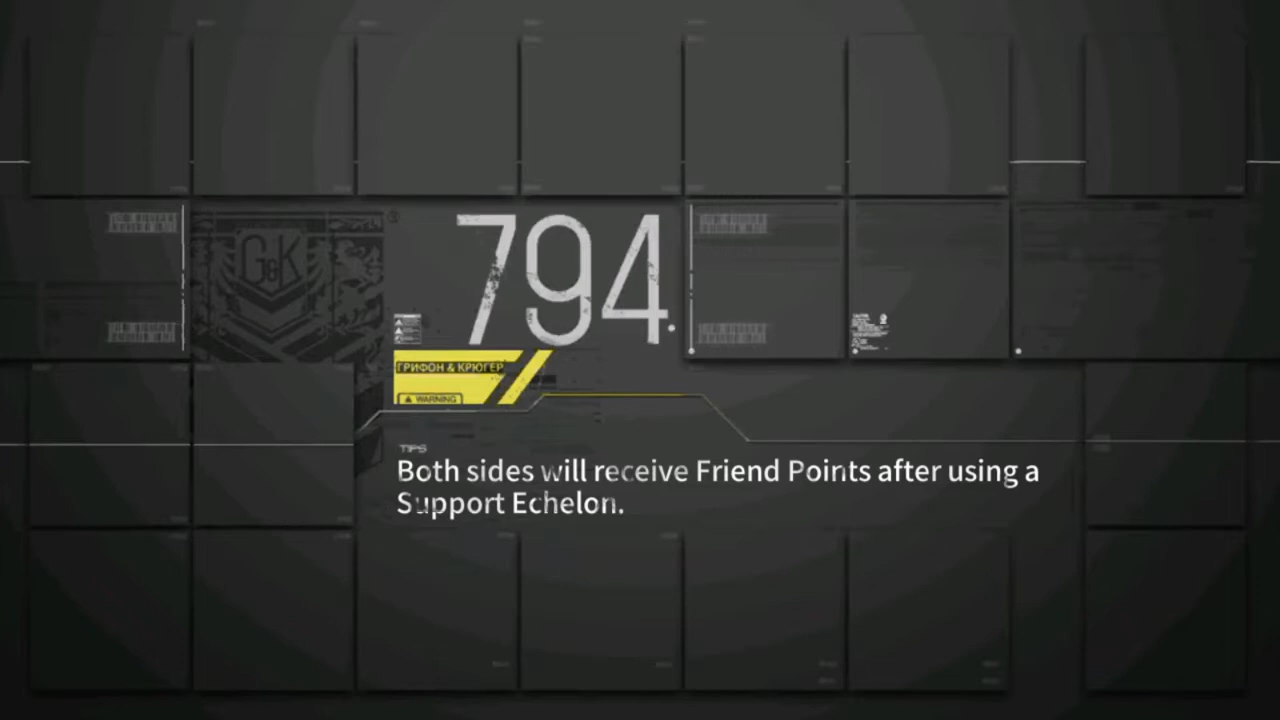 G&K
794.
ГРИФОН & КРЮГЕР
WARNING
TIPS
Both sides will receive Friend Points after using a
Support Echelon.